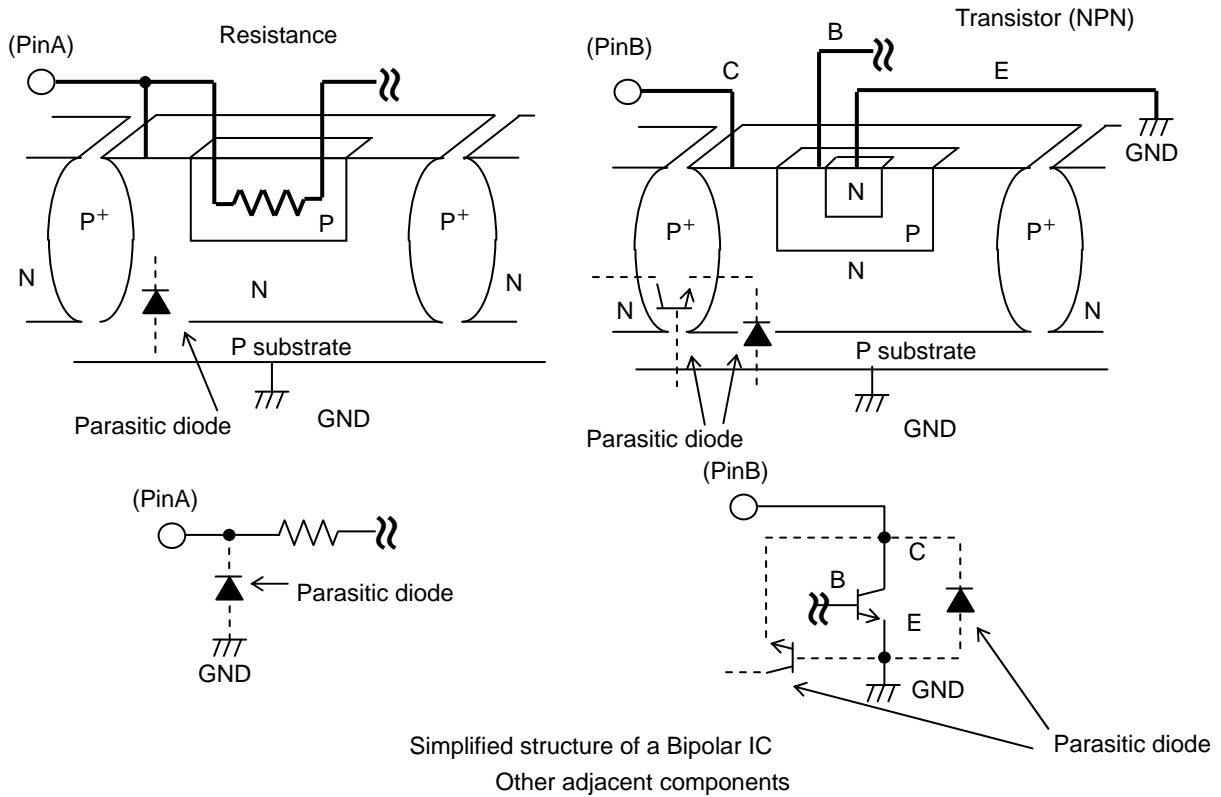 Resistance
(PinA)
P+
P
P+
N
N
N
P substrate
Parasitic diode
GND
Transistor (NPN)
(PinB)
B
C
E
GND
N
P+
P
P+
N
N
N
P substrate
GND
Parasitic diode
(PinA)
Parasitic diode
GND
(PinB)
C
B
E
GND
Parasitic diode
Simplified structure of a Bipolar IC
Other adjacent components